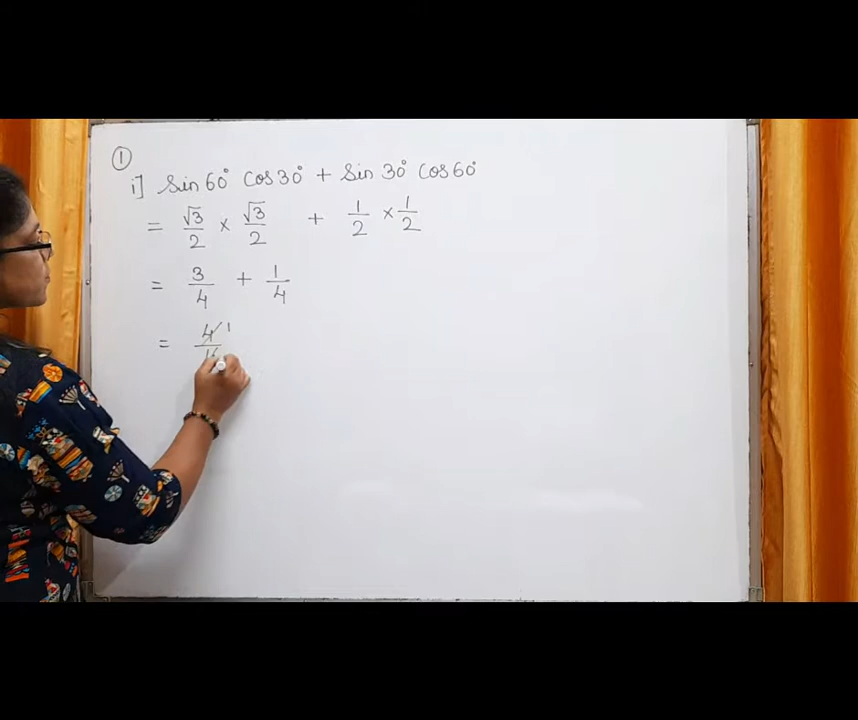 ①
i] Sin 60° Cos 30° + Sin 30° Cos 60°
= √3/2 × √3/2 + 1/2 × 1/2
= 3/4 + 1/4
= 4/ 1